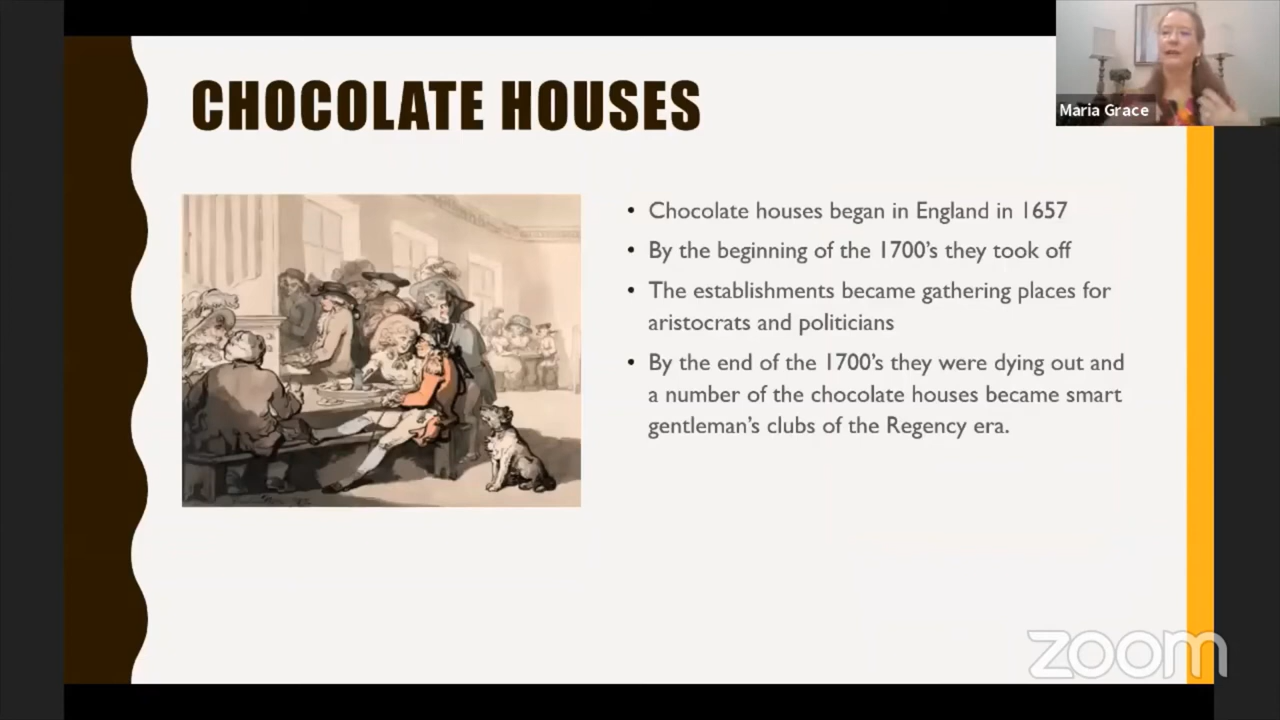 CHOCOLATE HOUSES
Maria Grace
• Chocolate houses began in England in 1657
• By the beginning of the 1700's they took off
• The establishments became gathering places for
aristocrats and politicians
• By the end of the 1700's they were dying out and
a number of the chocolate houses became smart
gentleman's clubs of the Regency era.
zoom